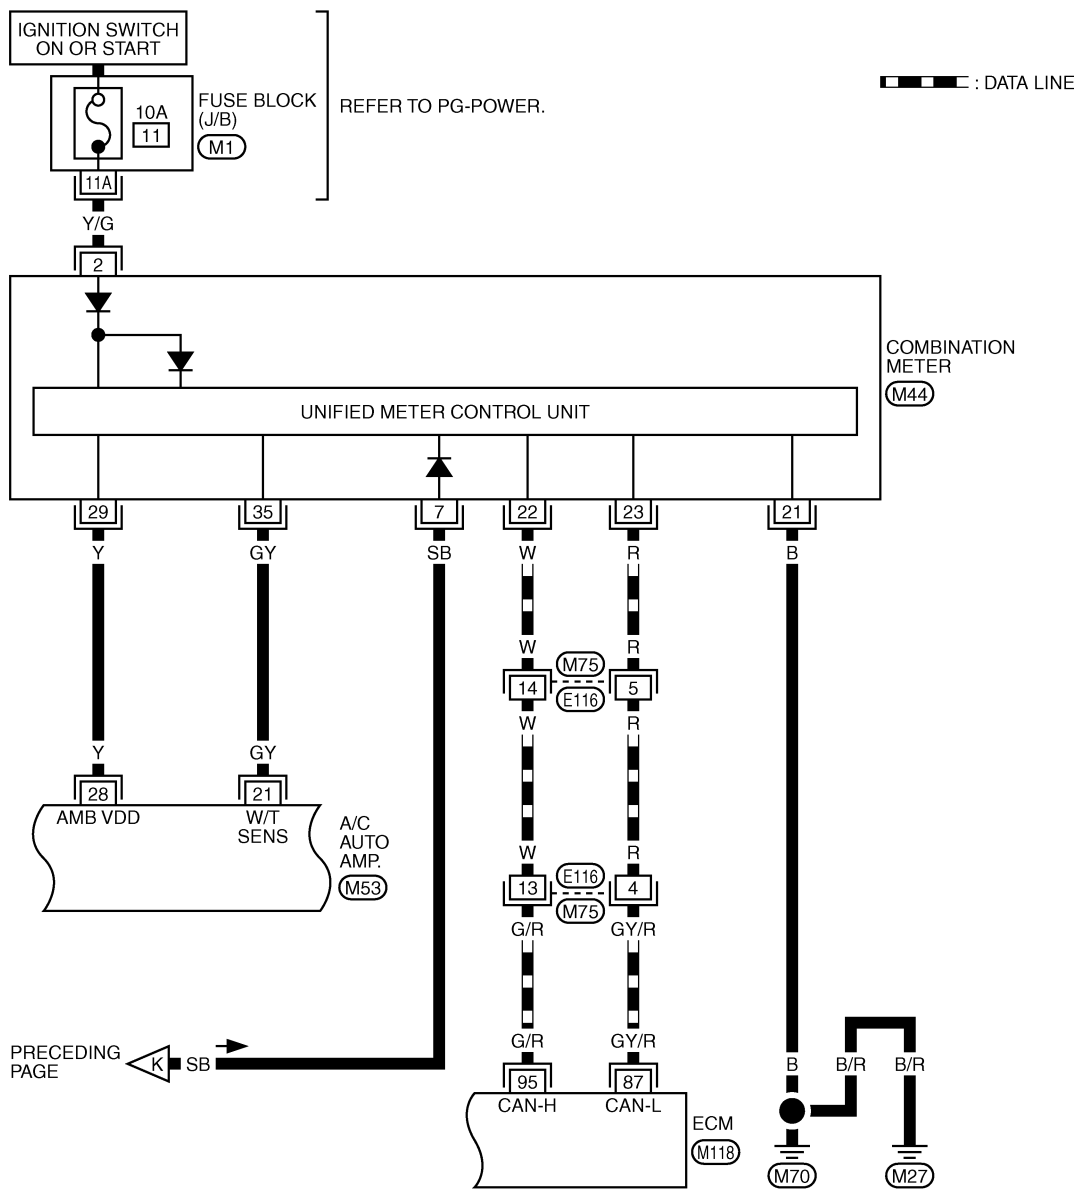 IGNITION SWITCH
ON OR START
: DATA LINE
10A
11
FUSE BLOCK
(J/B)
M1
REFER TO PG-POWER.
11A
Y/G
2
COMBINATION
METER
M44
UNIFIED METER CONTROL UNIT
29 35 7 22 23 21
Y GY SB W R B
W R
M75
14 5
E116
W R
Y GY
28 21
AMB VDD W/T
SENS
A/C
AUTO
AMP.
M53
W R
E116
13 4
M75
G/R GY/R
G/R GY/R
PRECEDING
PAGE
K SB
B B/R B/R
95 87
CAN-H CAN-L
ECM
M118
M70 M27